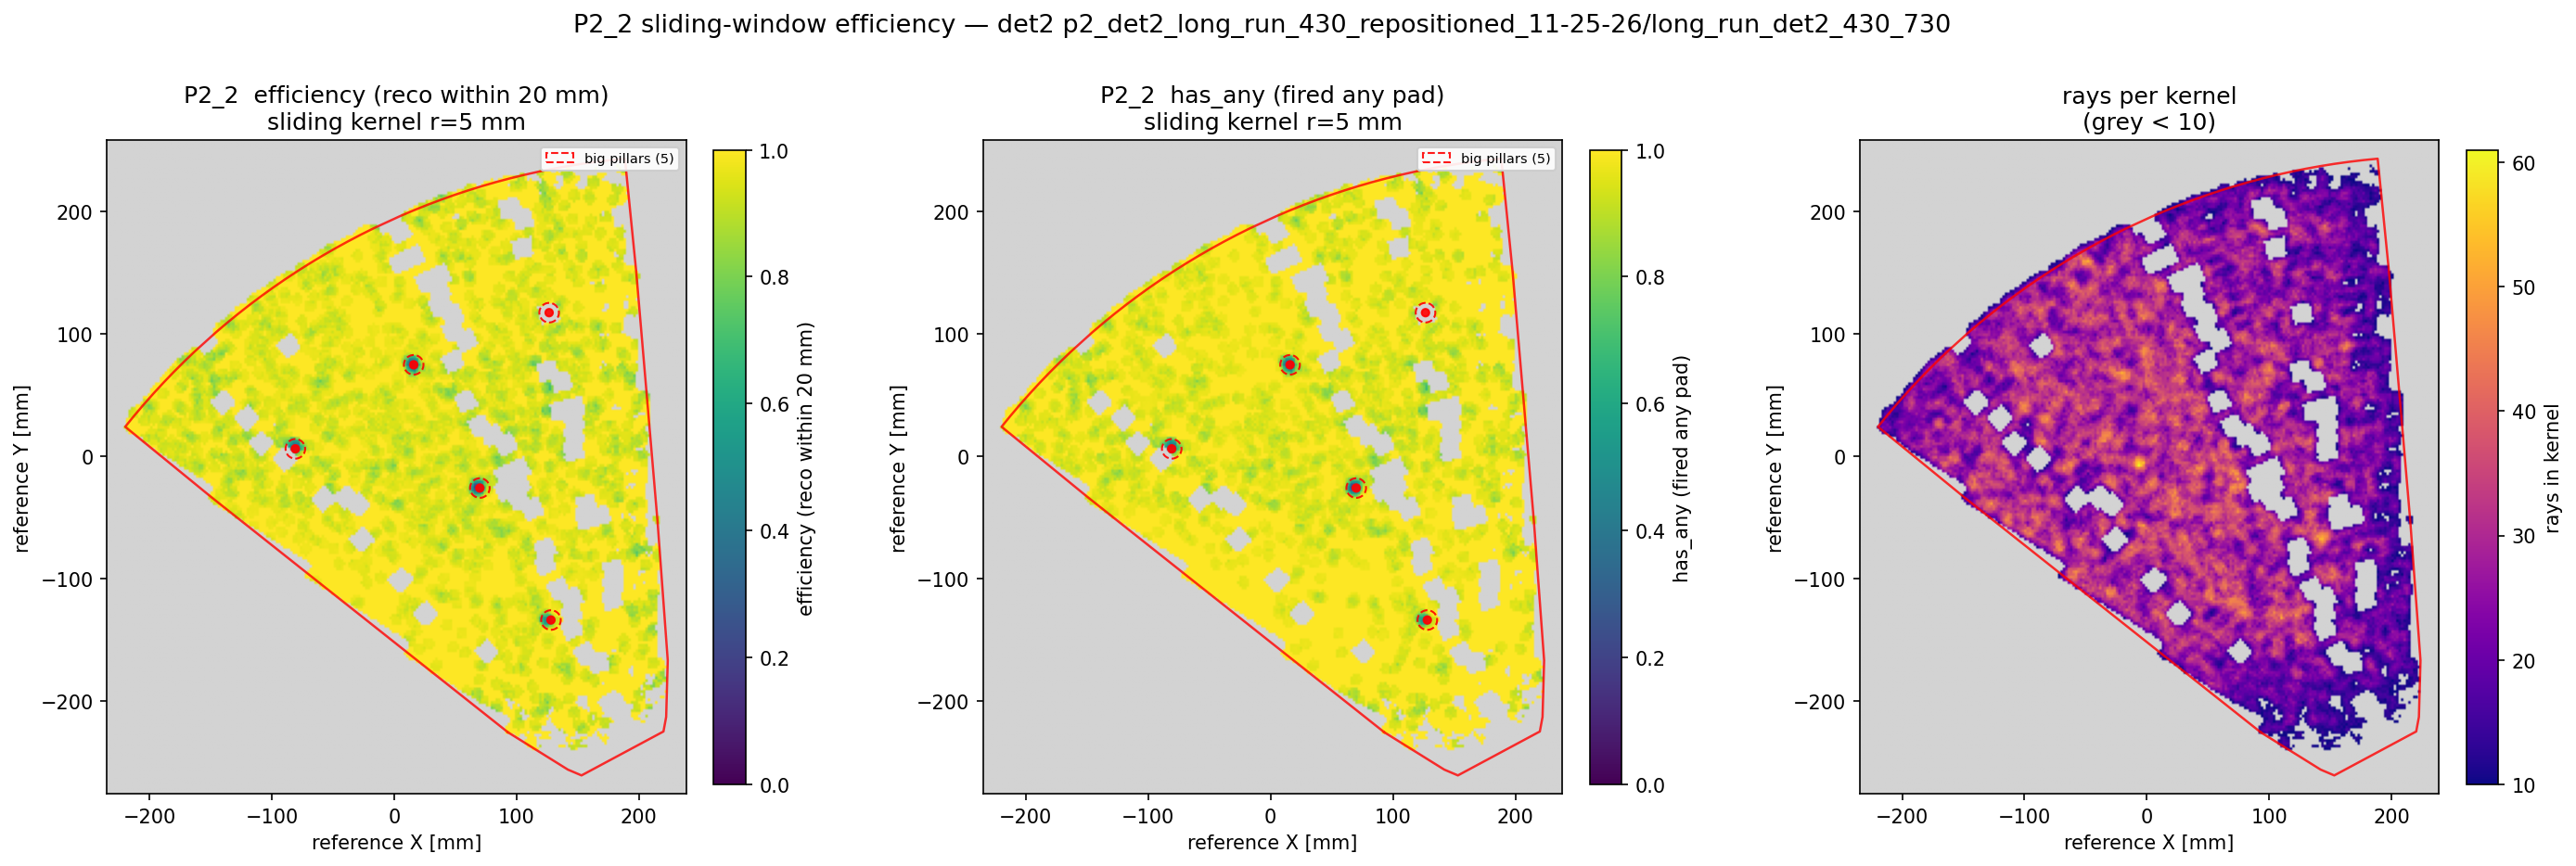 P2_2 sliding-window efficiency — det2 p2_det2_long_run_430_repositioned_11-25-26/long_run_det2_430_730
P2_2  efficiency (reco within 20 mm)
sliding kernel r=5 mm
big pillars (5)
200
100
0
−100
−200
reference Y [mm]
−200
−100
0
100
200
reference X [mm]
1.0
0.8
0.6
0.4
0.2
0.0
efficiency (reco within 20 mm)
P2_2  has_any (fired any pad)
sliding kernel r=5 mm
big pillars (5)
200
100
0
−100
−200
reference Y [mm]
−200
−100
0
100
200
reference X [mm]
1.0
0.8
0.6
0.4
0.2
0.0
has_any (fired any pad)
rays per kernel
(grey < 10)
200
100
0
−100
−200
reference Y [mm]
−200
−100
0
100
200
reference X [mm]
60
50
40
30
20
10
rays in kernel